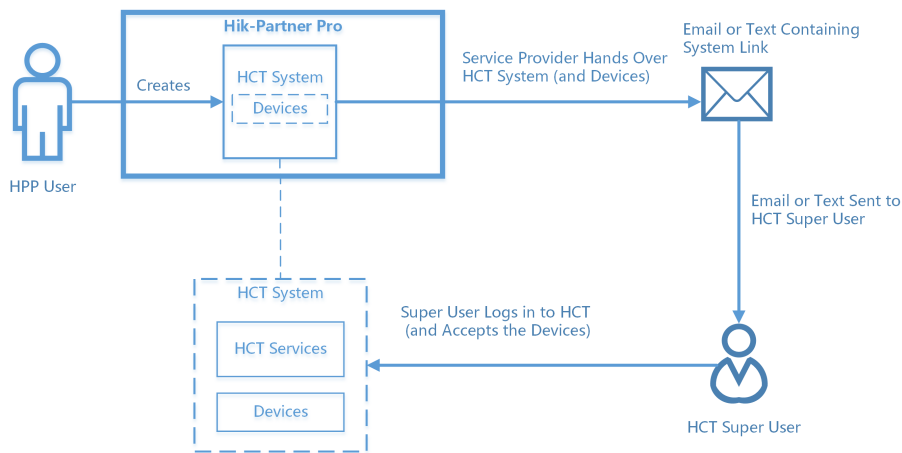 Hik-Partner Pro
Email or Text Containing
System Link
Service Provider Hands Over
HCT System (and Devices)
HCT System
Creates
Devices
HPP User
Email or Text Sent to
HCT Super User
HCT System
Super User Logs in to HCT
(and Accepts the Devices)
HCT Services
Devices
HCT Super User